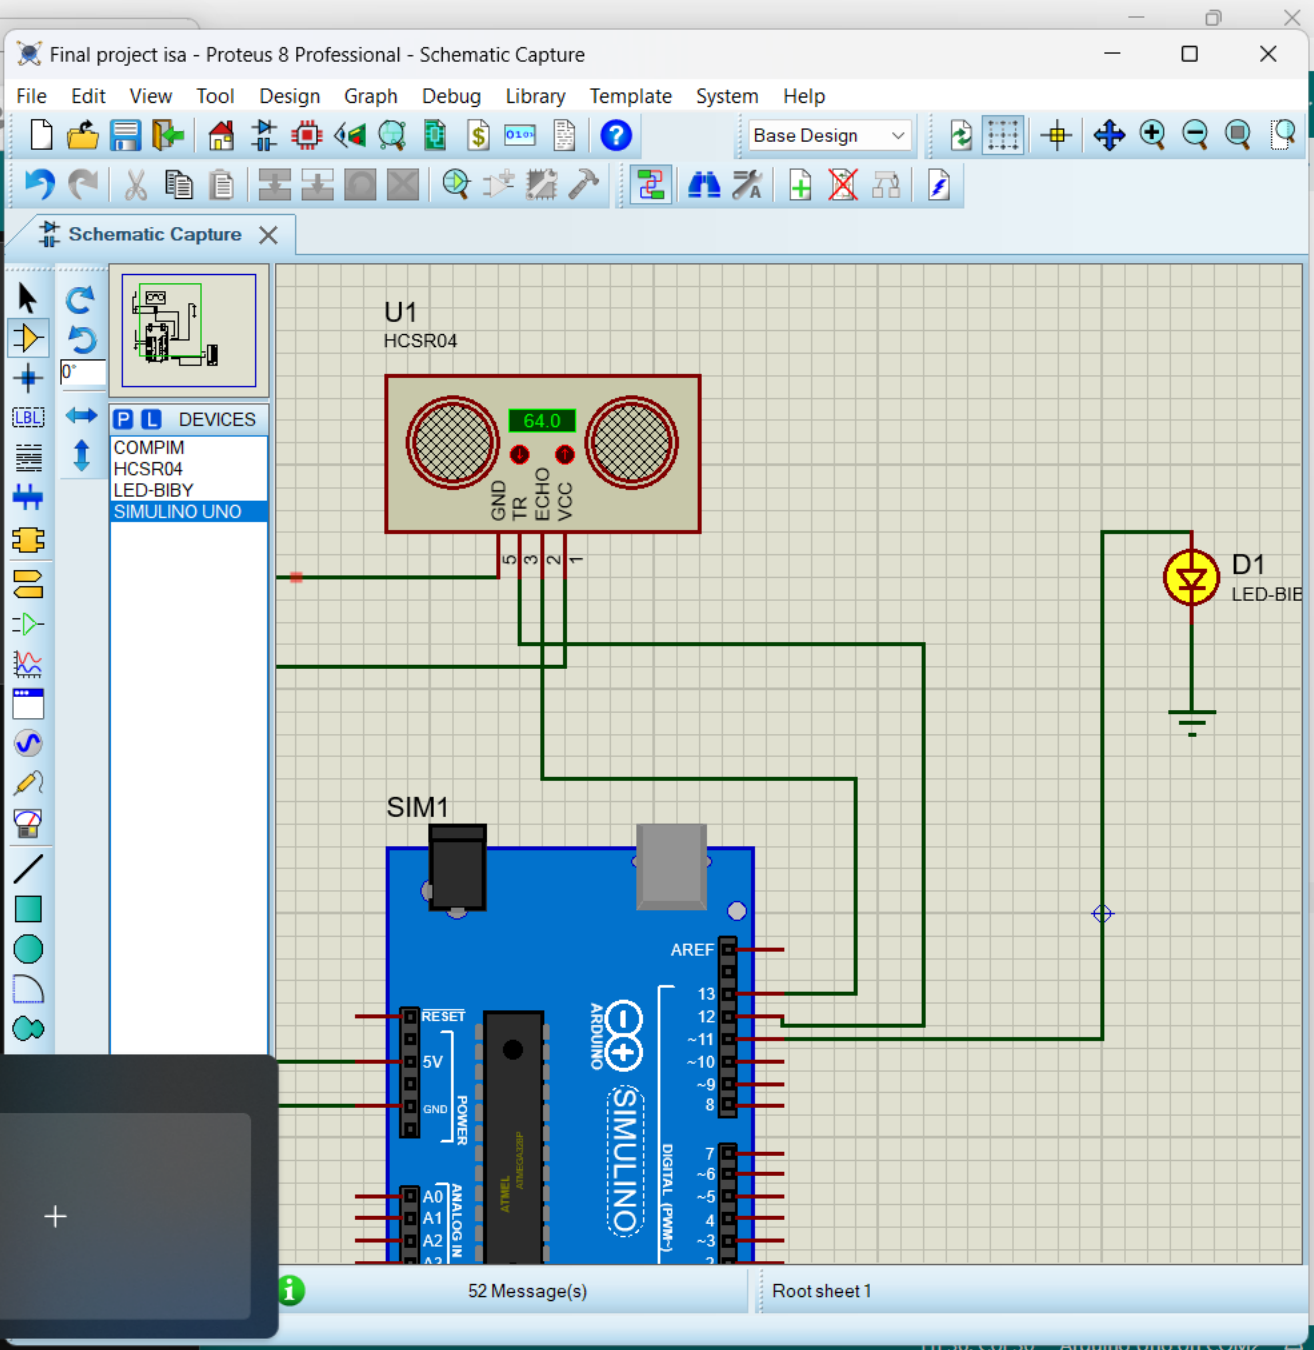 Final project isa - Proteus 8 Professional - Schematic Capture
File Edit View Tool Design Graph Debug Library Template System Help
Base Design
Schematic Capture
0°
P L DEVICES
COMPIM
HCSR04
LED-BIBY
SIMULINO UNO
LBL
U1
HCSR04
64.0
GND
TR
ECHO
VCC
5
3
2
1
D1
LED-BIB
SIM1
AREF
13
12
~11
~10
~9
8
7
~6
~5
4
~3
2
RESET
5V
GND
POWER
A0
A1
A2
A3
ANALOG IN
ARDUINO
SIMULINO
DIGITAL (PWM~)
ATMEL
ATMEGA328P
52 Message(s)
Root sheet 1